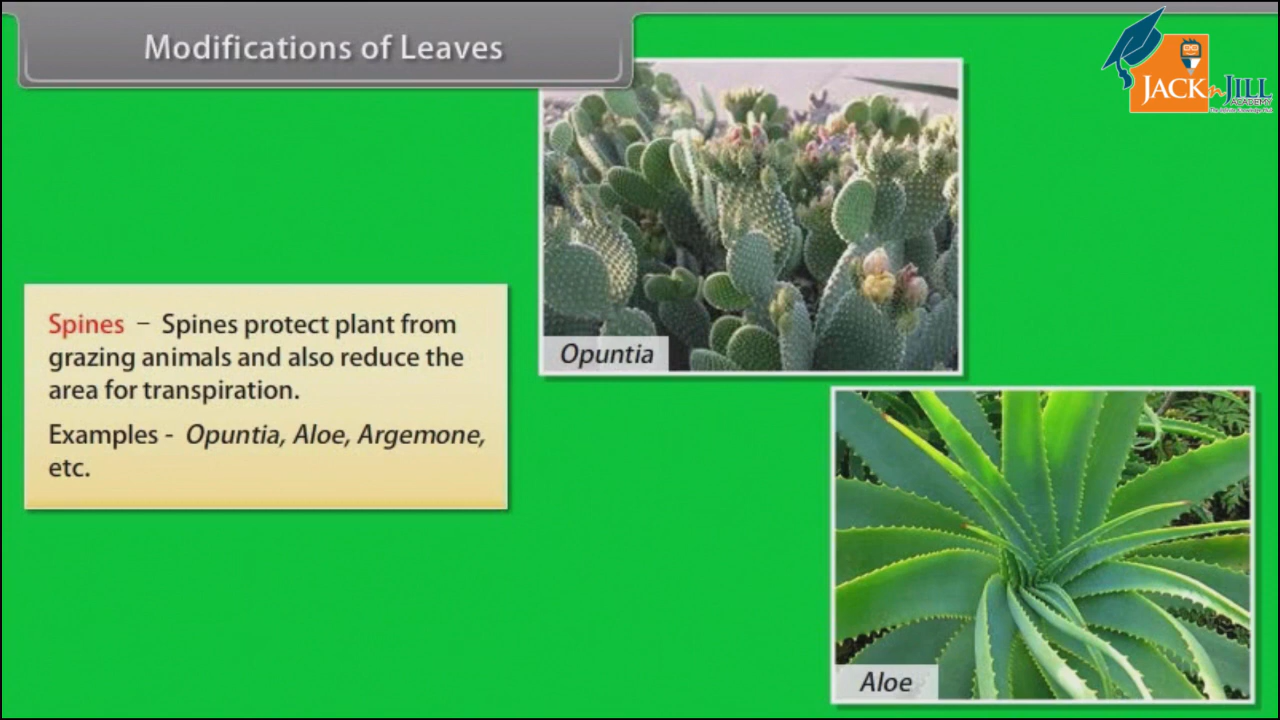 Modifications of Leaves
JACK n JILL
ACADEMY
Spines – Spines protect plant from
grazing animals and also reduce the
area for transpiration.
Examples - Opuntia, Aloe, Argemone,
etc.
Opuntia
Aloe